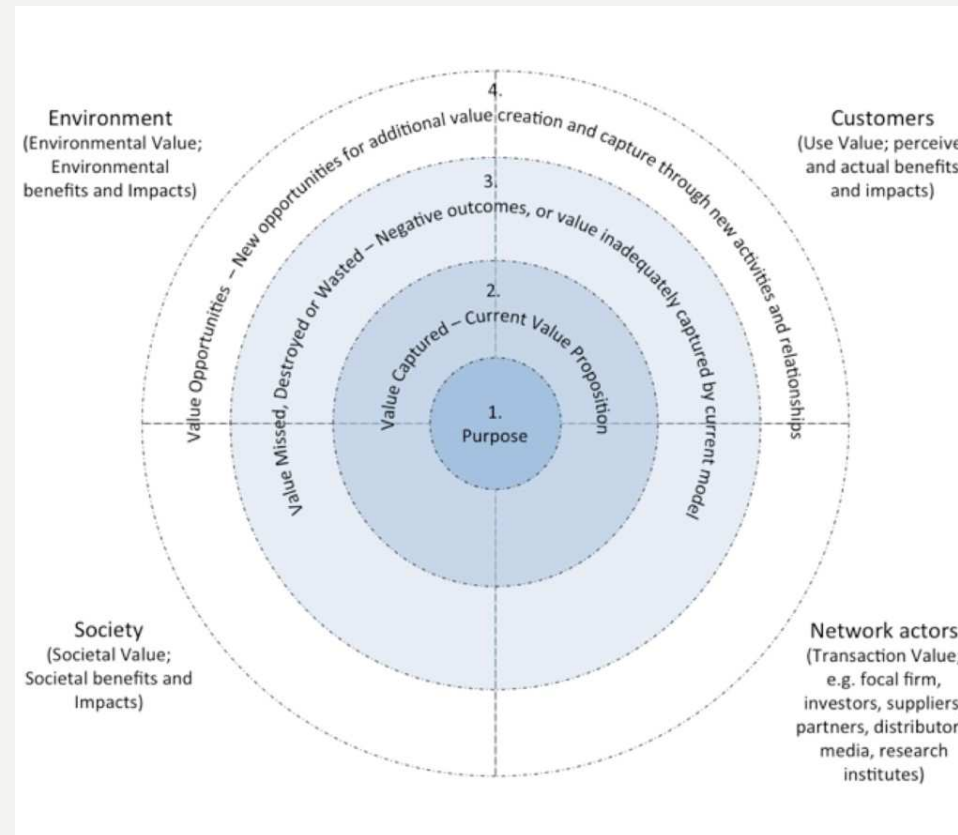 Environment
(Environmental Value;
Environmental
benefits and Impacts)
Customers
(Use Value; perceive
and actual benefits
and impacts)
4.
Value Opportunities – New opportunities for additional value creation and capture through new activities and relationships
3.
Value Missed, Destroyed or Wasted – Negative outcomes, or value inadequately captured by current model
2.
Value Captured – Current Value Proposition
1.
Purpose
Society
(Societal Value;
Societal benefits and
Impacts)
Network actors
(Transaction Value,
e.g. focal firm,
investors, suppliers
partners, distributor
media, research
institutes)